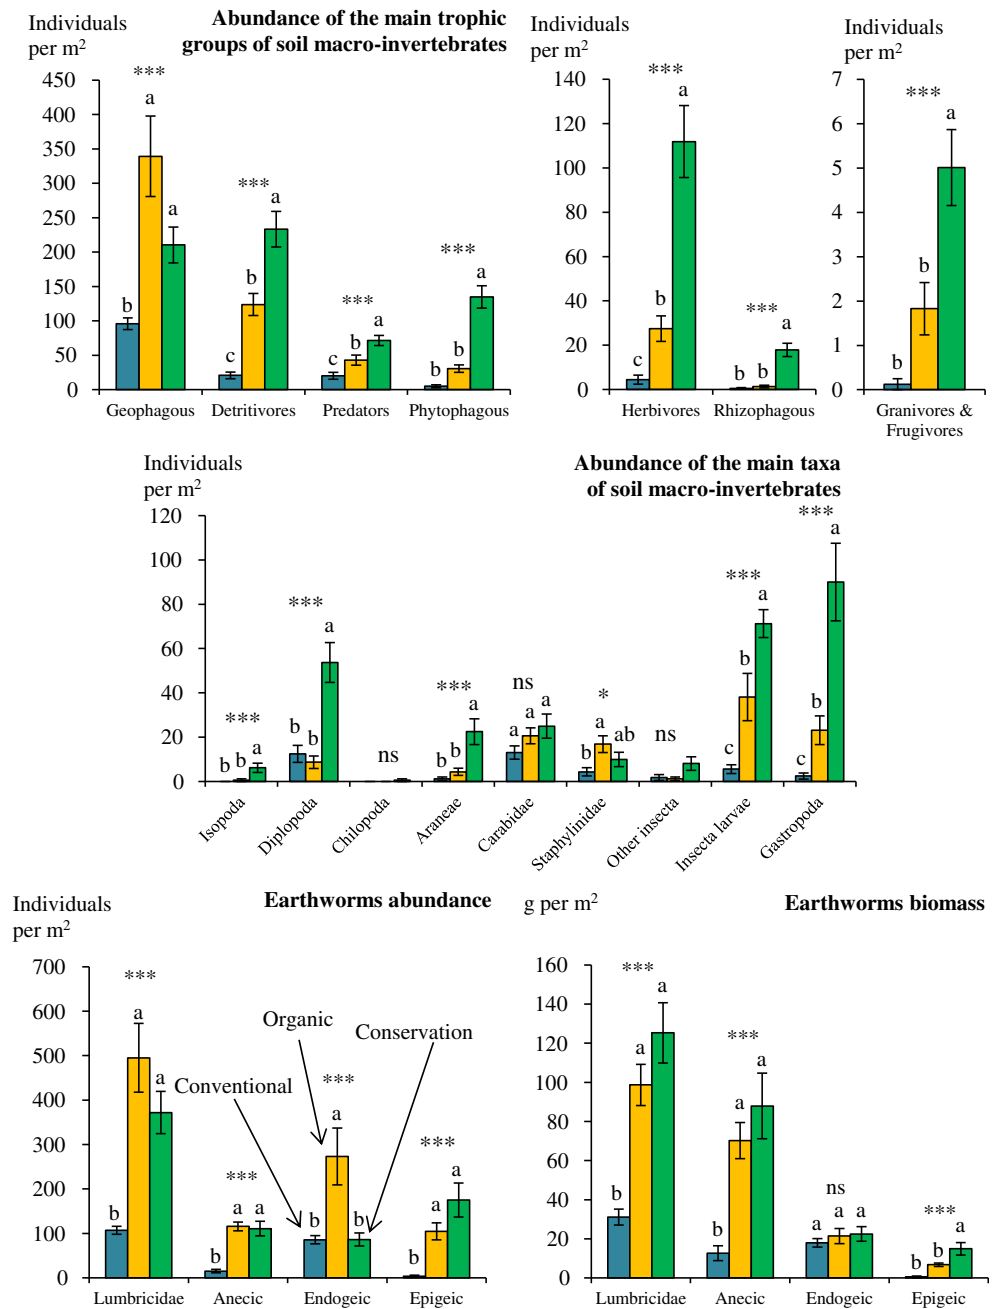 Individuals
per m2
Abundance of the main trophic
groups of soil macro-invertebrates
450
400
350
300
250
200
150
100
50
0
***
a
a
b
***
a
b
c
***
a
b
c
***
a
b
b
Geophagous
Detritivores
Predators
Phytophagous
Individuals
per m2
140
120
100
80
60
40
20
0
***
a
b
c
***
a
b
b
Herbivores
Rhizophagous
Individuals
per m2
7
6
5
4
3
2
1
0
***
a
b
b
Granivores &
Frugivores
Individuals
per m2
Abundance of the main taxa
of soil macro-invertebrates
120
100
80
60
40
20
0
***
b
b
a
***
b
b
a
ns
***
b
b
a
ns
a
a
a
*
b
a
ab
ns
***
c
b
a
***
c
b
a
Isopoda
Diplopoda
Chilopoda
Araneae
Carabidae
Staphylinidae
Other insecta
Insecta larvae
Gastropoda
Individuals
per m2
Earthworms abundance
700
600
500
400
300
200
100
0
***
b
a
a
***
b
a
a
***
b
a
b
***
b
a
a
Conventional
Organic
Conservation
Lumbricidae
Anecic
Endogeic
Epigeic
g per m2
Earthworms biomass
160
140
120
100
80
60
40
20
0
***
b
a
a
***
b
a
a
ns
a
a
a
***
b
b
a
Lumbricidae
Anecic
Endogeic
Epigeic